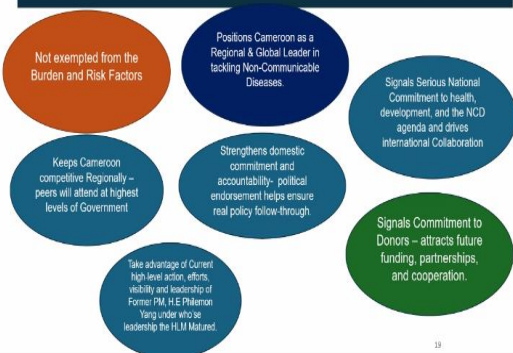 Not exempted from the
Burden and Risk Factors
Positions Cameroon as a
Regional & Global Leader in
tackling Non-Communicable
Diseases.
Signals Serious National
Commitment to health,
development, and the NCD
agenda and drives
international Collaboration
Keeps Cameroon
competitive Regionally –
peers will attend at highest
levels of Government
Strengthens domestic
commitment and
accountability- political
endorsement helps ensure
real policy follow-through.
Signals Commitment to
Donors – attracts future
funding, partnerships,
and cooperation.
Take advantage of Current
high-level action, efforts,
visibility and leadership of
Former PM, H.E Philemon
Yang under who'se
leadership the HLM Matured.
19